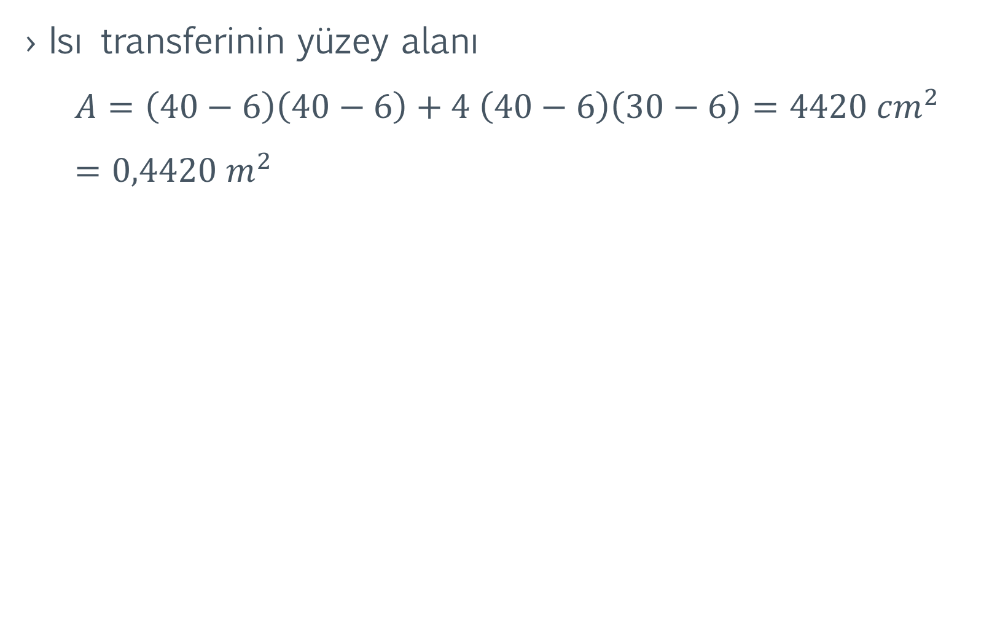 › Isı transferinin yüzey alanı
A = (40 − 6)(40 − 6) + 4 (40 − 6)(30 − 6) = 4420 cm²
= 0,4420 m²